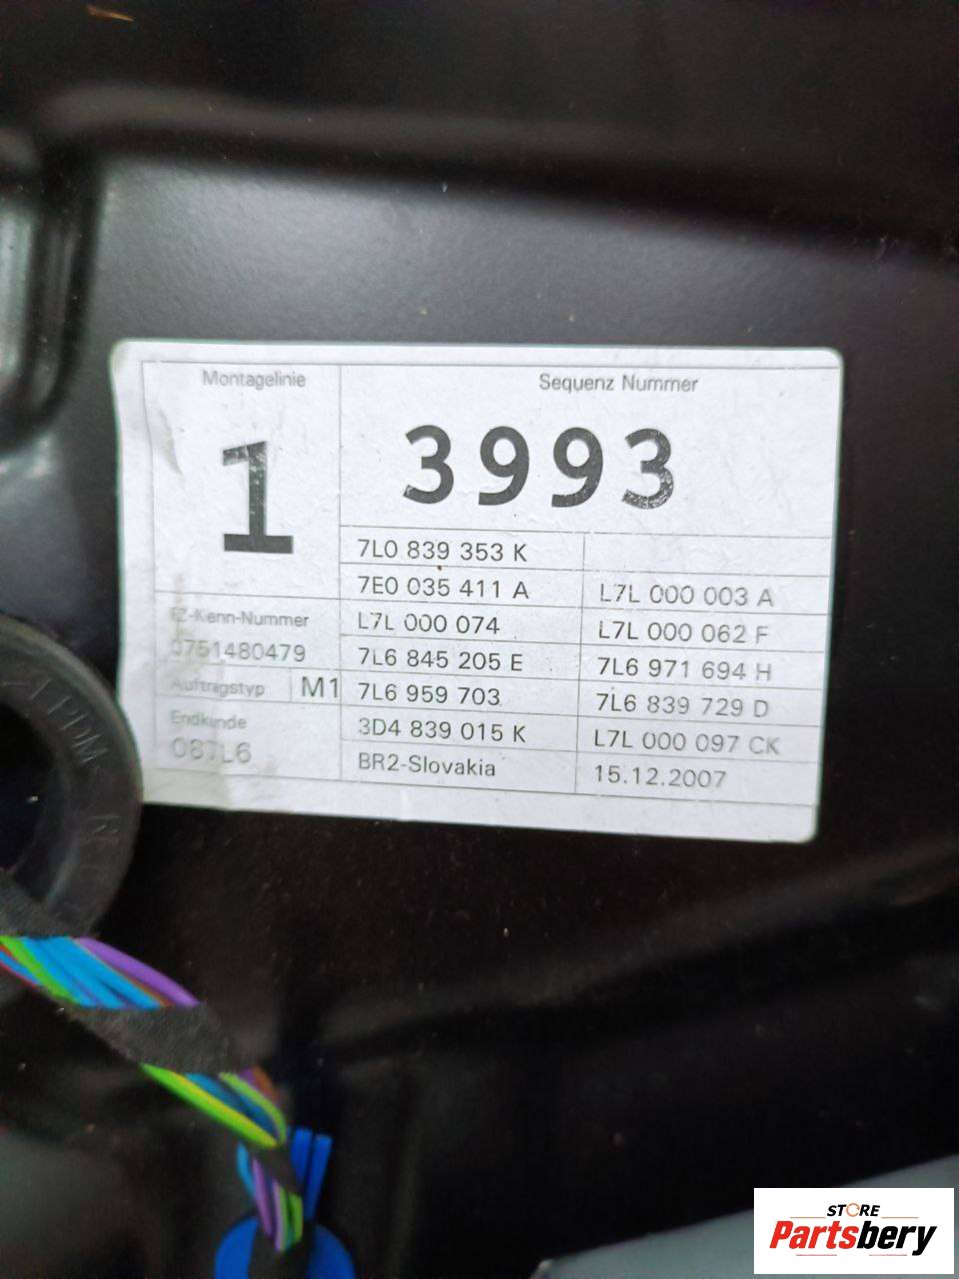 Montagelinie
Sequenz Nummer
1
3993
7L0 839 353 K
7E0 035 411 A
L7L 000 003 A
FZ-Kenn-Nummer
L7L 000 074
L7L 000 062 F
0751480479
7L6 845 205 E
7L6 971 694 H
Auftragstyp
M1
7L6 959 703
7L6 839 729 D
Endkunde
3D4 839 015 K
L7L 000 097 CK
087L6
BR2-Slovakia
15.12.2007
STORE
Partsbery